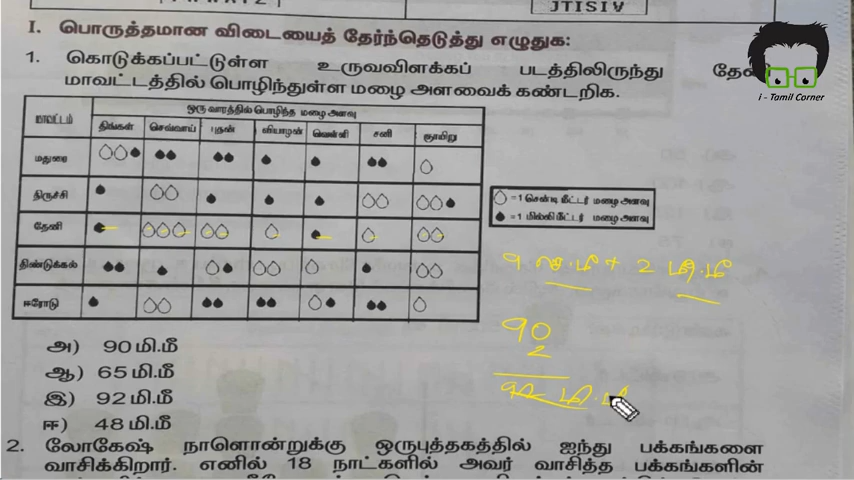 JTISIV
I. பொருத்தமான விடையைத் தேர்ந்தெடுத்து எழுதுக:
1. கொடுக்கப்பட்டுள்ள உருவவிளக்கப் படத்திலிருந்து
மாவட்டத்தில் பொழிந்துள்ள மழை அளவைக் கண்டறிக.
i - Tamil Corner
மாவட்டம் ஒரு வாரத்தில் பொழிந்த மழை அளவு
திங்கள் செவ்வாய் புதன் வியாழன் வெள்ளி சனி ஞாயிறு
மதுரை
திருச்சி
தேனி
திண்டுக்கல்
ஈரோடு
= 1 சென்டி மீட்டர் மழை அளவு
= 1 மில்லி மீட்டர் மழை அளவு
9 செ.மீ + 2 மி.மீ
90
2
92 மி.மீ
அ) 90 மி.மீ
ஆ) 65 மி.மீ
இ) 92 மி.மீ
ஈ) 48 மி.மீ
2. லோகேஷ் நாளொன்றுக்கு ஒருபுத்தகத்தில் ஐந்து பக்கங்களை
வாசிக்கிறார். எனில் 18 நாட்களில் அவர் வாசித்த பக்கங்களின்